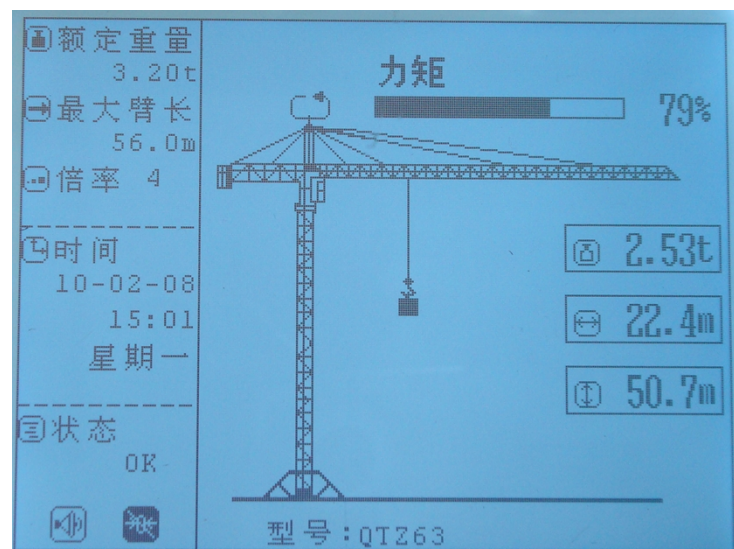 额定重量
3.20t
最大臂长
56.0m
倍率 4
时间
10-02-08
15:01
星期一
状态
OK
力矩
79%
2.53t
22.4m
50.7m
型号:QTZ63